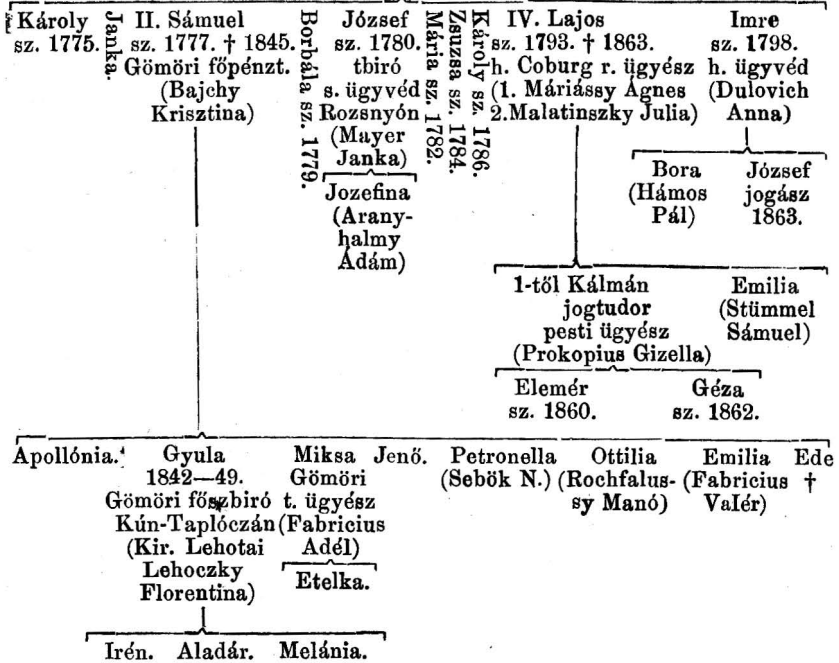 Károly
sz. 1775.
Janka.
II. Sámuel
sz. 1777. † 1845.
Gömöri főpénzt.
(Bajchy
Krisztina)
Borbála sz. 1779.
József
sz. 1780.
tbiró
s. ügyvéd
Rozsnyón
(Mayer
Janka)
Jozefina
(Arany-
halmy
Ádám)
Mária sz. 1782.
Zsuzsa sz. 1784.
Károly sz. 1786.
IV. Lajos
sz. 1793. † 1863.
h. Coburg r. ügyész
(1. Máriássy Ágnes
2.Malatinszky Julia)
Imre
sz. 1798.
h. ügyvéd
(Dulovich
Anna)
Bora
(Hámos
Pál)
József
jogász
1863.
1-től Kálmán
jogtudor
pesti ügyész
(Prokopius Gizella)
Emilia
(Stümmel
Sámuel)
Elemér
sz. 1860.
Géza
sz. 1862.
Apollónia.
Gyula
1842—49.
Gömöri főszbiró
Kún-Taplóczán
(Kir. Lehotai
Lehoczky
Florentina)
Miksa
Gömöri
t. ügyész
(Fabricius
Adél)
Etelka.
Jenő.
Petronella
(Sebök N.)
Ottilia
(Rochfalus-
sy Manó)
Emilia
(Fabricius
Valér)
Ede
†
Irén. Aladár. Melánia.